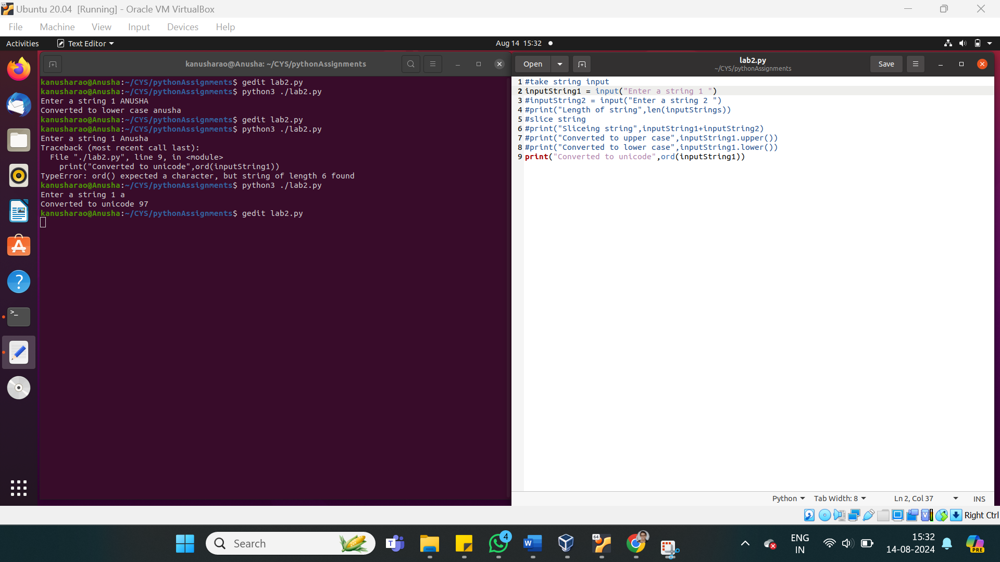 Ubuntu 20.04 [Running] - Oracle VM VirtualBox
File Machine View Input Devices Help
Activities Text Editor Aug 14 15:32
kanusharao@Anusha: ~/CYS/pythonAssignments
kanusharao@Anusha:~/CYS/pythonAssignments$ gedit lab2.py
kanusharao@Anusha:~/CYS/pythonAssignments$ python3 ./lab2.py
Enter a string 1 ANUSHA
Converted to lower case anusha
kanusharao@Anusha:~/CYS/pythonAssignments$ gedit lab2.py
kanusharao@Anusha:~/CYS/pythonAssignments$ python3 ./lab2.py
Enter a string 1 Anusha
Traceback (most recent call last):
  File "./lab2.py", line 9, in <module>
    print("Converted to unicode",ord(inputString1))
TypeError: ord() expected a character, but string of length 6 found
kanusharao@Anusha:~/CYS/pythonAssignments$ python3 ./lab2.py
Enter a string 1 a
Converted to unicode 97
kanusharao@Anusha:~/CYS/pythonAssignments$ gedit lab2.py
Open lab2.py Save
~/CYS/pythonAssignments
1 #take string input
2 inputString1 = input("Enter a string 1 ")
3 #inputString2 = input("Enter a string 2 ")
4 #print("Length of string",len(inputStrings))
5 #slice string
6 #print("Sliceing string",inputString1+inputString2)
7 #print("Converted to upper case",inputString1.upper())
8 #print("Converted to lower case",inputString1.lower())
9 print("Converted to unicode",ord(inputString1))
Python Tab Width: 8 Ln 2, Col 37 INS
Right Ctrl
Search
4
64
ENG
IN
15:32
14-08-2024
PRE